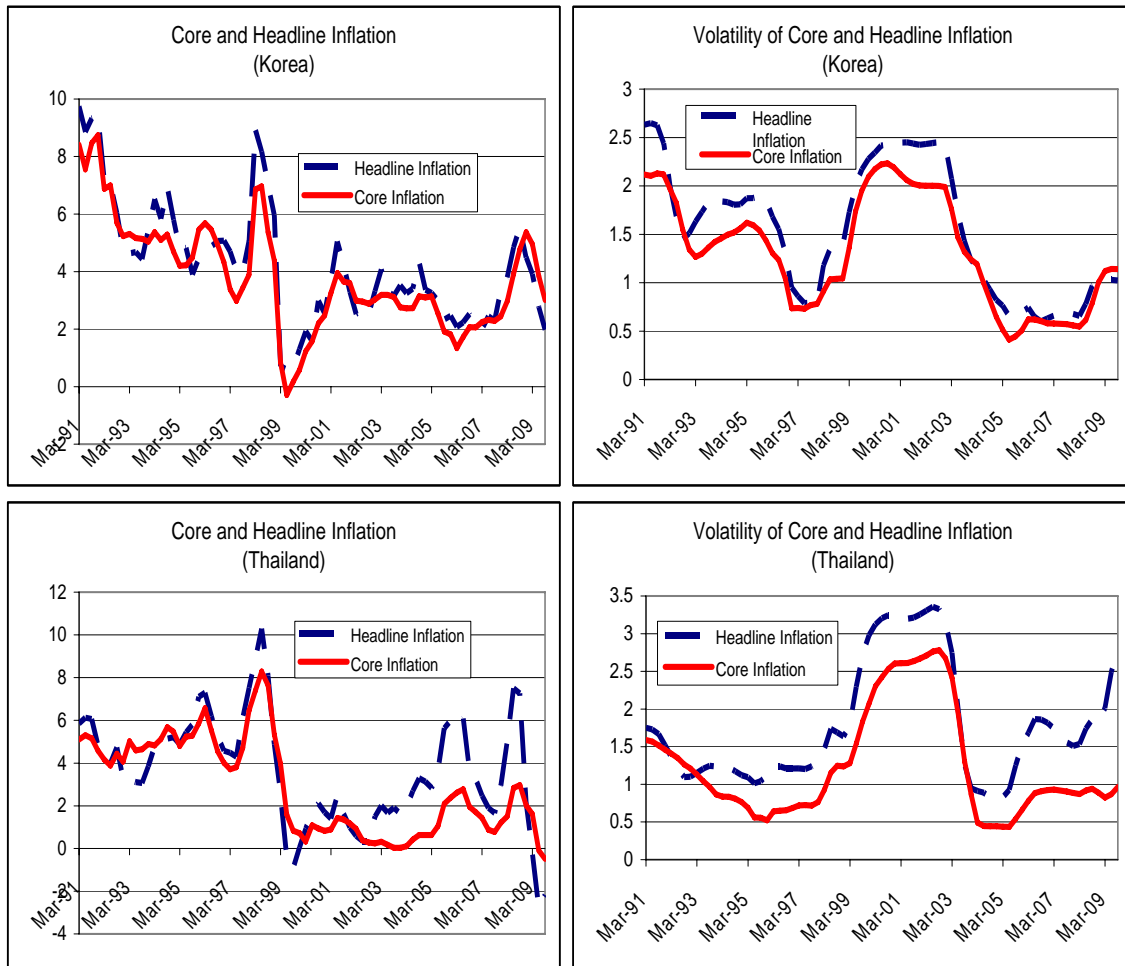 Core and Headline Inflation
(Korea)
10
8
6
4
2
0
-2
Headline Inflation
Core Inflation
Mar-91
Mar-93
Mar-95
Mar-97
Mar-99
Mar-01
Mar-03
Mar-05
Mar-07
Mar-09
Volatility of Core and Headline Inflation
(Korea)
3
2.5
2
1.5
1
0.5
0
Headline
Inflation
Core Inflation
Mar-91
Mar-93
Mar-95
Mar-97
Mar-99
Mar-01
Mar-03
Mar-05
Mar-07
Mar-09
Core and Headline Inflation
(Thailand)
12
10
8
6
4
2
0
-2
-4
Headline Inflation
Core Inflation
Mar-91
Mar-93
Mar-95
Mar-97
Mar-99
Mar-01
Mar-03
Mar-05
Mar-07
Mar-09
Volatility of Core and Headline Inflation
(Thailand)
3.5
3
2.5
2
1.5
1
0.5
0
Headline Inflation
Core Inflation
Mar-91
Mar-93
Mar-95
Mar-97
Mar-99
Mar-01
Mar-03
Mar-05
Mar-07
Mar-09